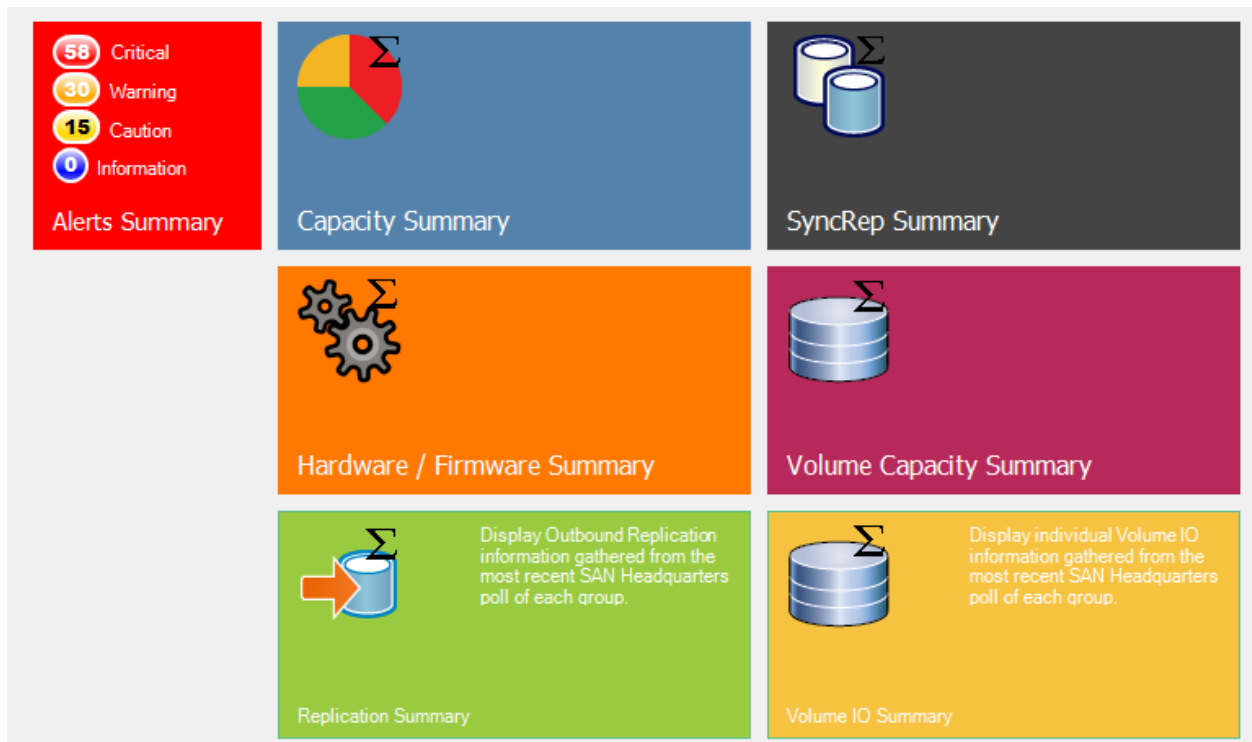 58 Critical
30 Warning
15 Caution
0 Information
Alerts Summary
Σ
Capacity Summary
Σ
SyncRep Summary
Σ
Hardware / Firmware Summary
Σ
Volume Capacity Summary
Σ
Display Outbound Replication
information gathered from the
most recent SAN Headquarters
poll of each group.
Replication Summary
Σ
Display individual Volume IO
information gathered from the
most recent SAN Headquarters
poll of each group.
Volume IO Summary